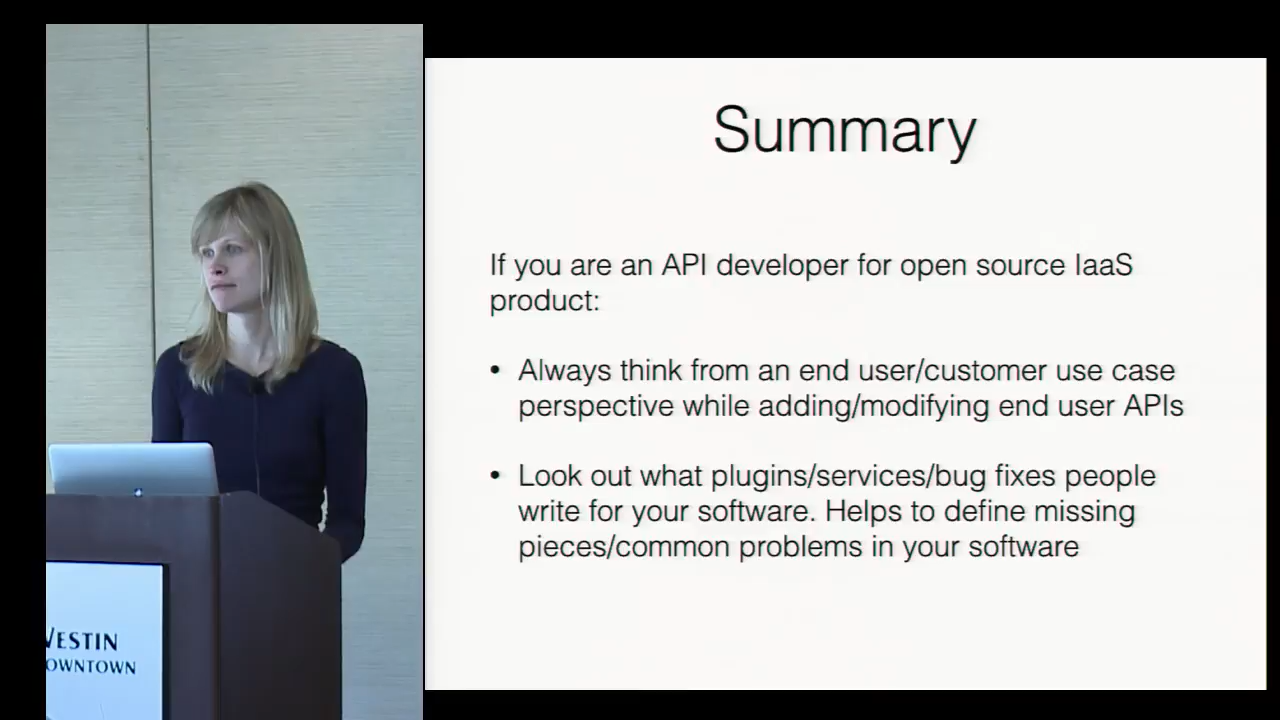 Summary
If you are an API developer for open source IaaS
product:
• Always think from an end user/customer use case
perspective while adding/modifying end user APIs
• Look out what plugins/services/bug fixes people
write for your software. Helps to define missing
pieces/common problems in your software
WESTIN
DOWNTOWN